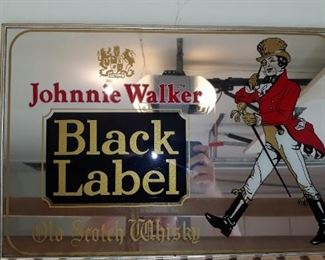 Johnnie Walker
Black
Label
Old Scotch Whisky